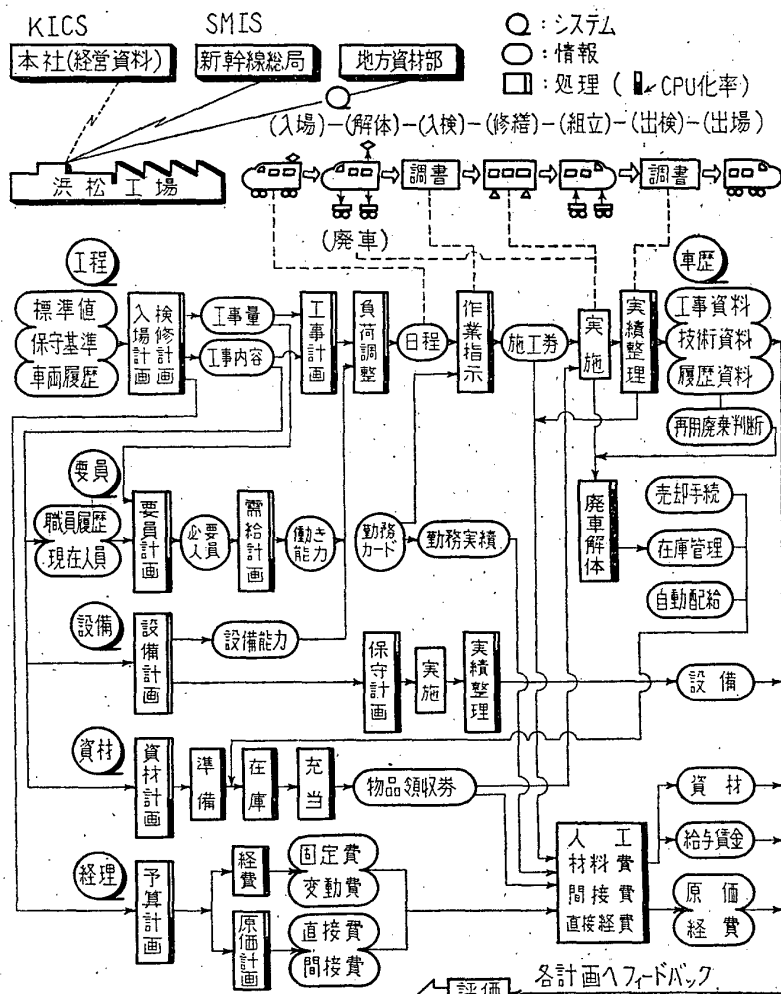 KICS
SMIS
本社(経営資料)
新幹線総局
地方資材部
:システム
:情報
:処理 ( ←CPU化率)
(入場)-(解体)-(入検)-(修繕)-(組立)-(出検)-(出場)
浜松工場
調書
調書
(廃車)
工程
標準値
保守基準
車両履歴
検修計画
入場計画
工事量
工事内容
工事計画
負荷調整
日程
作業指示
施工券
実施
実績整理
車歴
工事資料
技術資料
履歴資料
再用廃棄判断
要員
職員履歴
現在人員
要員計画
必要
人員
需給計画
働き
能力
勤務
カード
勤務実績
廃車解体
売却手続
在庫管理
自動配給
設備
設備計画
設備能力
保守計画
実施
実績整理
設備
資材
資材計画
準備
在庫
充当
物品領収券
人工
材料費
間接費
直接経費
資材
給与賃金
原価
経費
経理
予算計画
経費
固定費
変動費
原価計画
直接費
間接費
評価
各計画へフィードバック